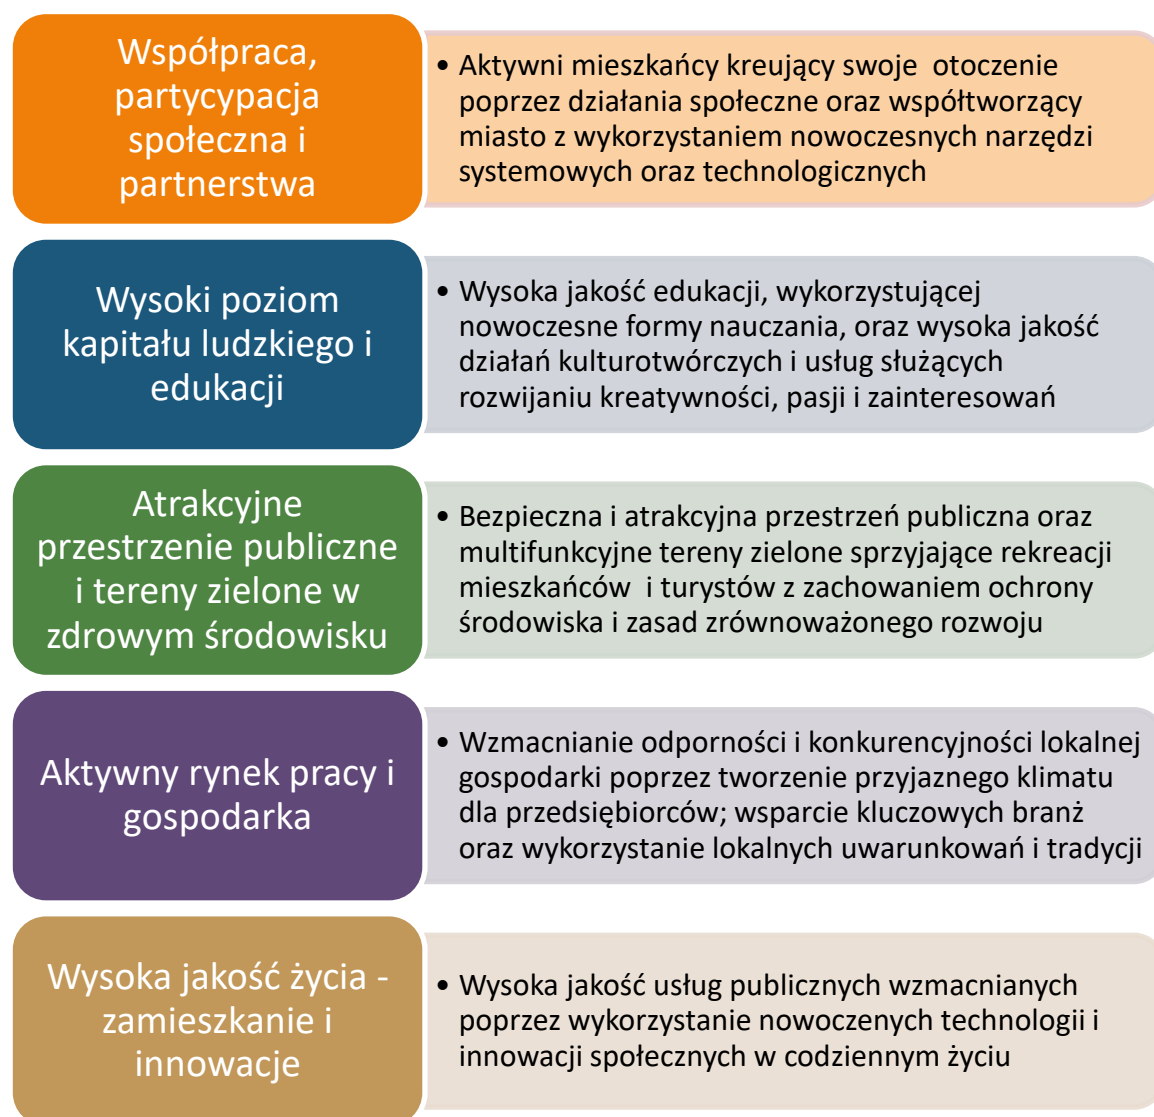 Współpraca,
partycypacja
społeczna i
partnerstwa
• Aktywni mieszkańcy kreujący swoje  otoczenie
poprzez działania społeczne oraz współtworzący
miasto z wykorzystaniem nowoczesnych narzędzi
systemowych oraz technologicznych
Wysoki poziom
kapitału ludzkiego i
edukacji
• Wysoka jakość edukacji, wykorzystującej
nowoczesne formy nauczania, oraz wysoka jakość
działań kulturotwórczych i usług służących
rozwijaniu kreatywności, pasji i zainteresowań
Atrakcyjne
przestrzenie publiczne
i tereny zielone w
zdrowym środowisku
• Bezpieczna i atrakcyjna przestrzeń publiczna oraz
multifunkcyjne tereny zielone sprzyjające rekreacji
mieszkańców  i turystów z zachowaniem ochrony
środowiska i zasad zrównoważonego rozwoju
Aktywny rynek pracy i
gospodarka
• Wzmacnianie odporności i konkurencyjności lokalnej
gospodarki poprzez tworzenie przyjaznego klimatu
dla przedsiębiorców; wsparcie kluczowych branż
oraz wykorzystanie lokalnych uwarunkowań i tradycji
Wysoka jakość życia -
zamieszkanie i
innowacje
• Wysoka jakość usług publicznych wzmacnianych
poprzez wykorzystanie nowoczenych technologii i
innowacji społecznych w codziennym życiu